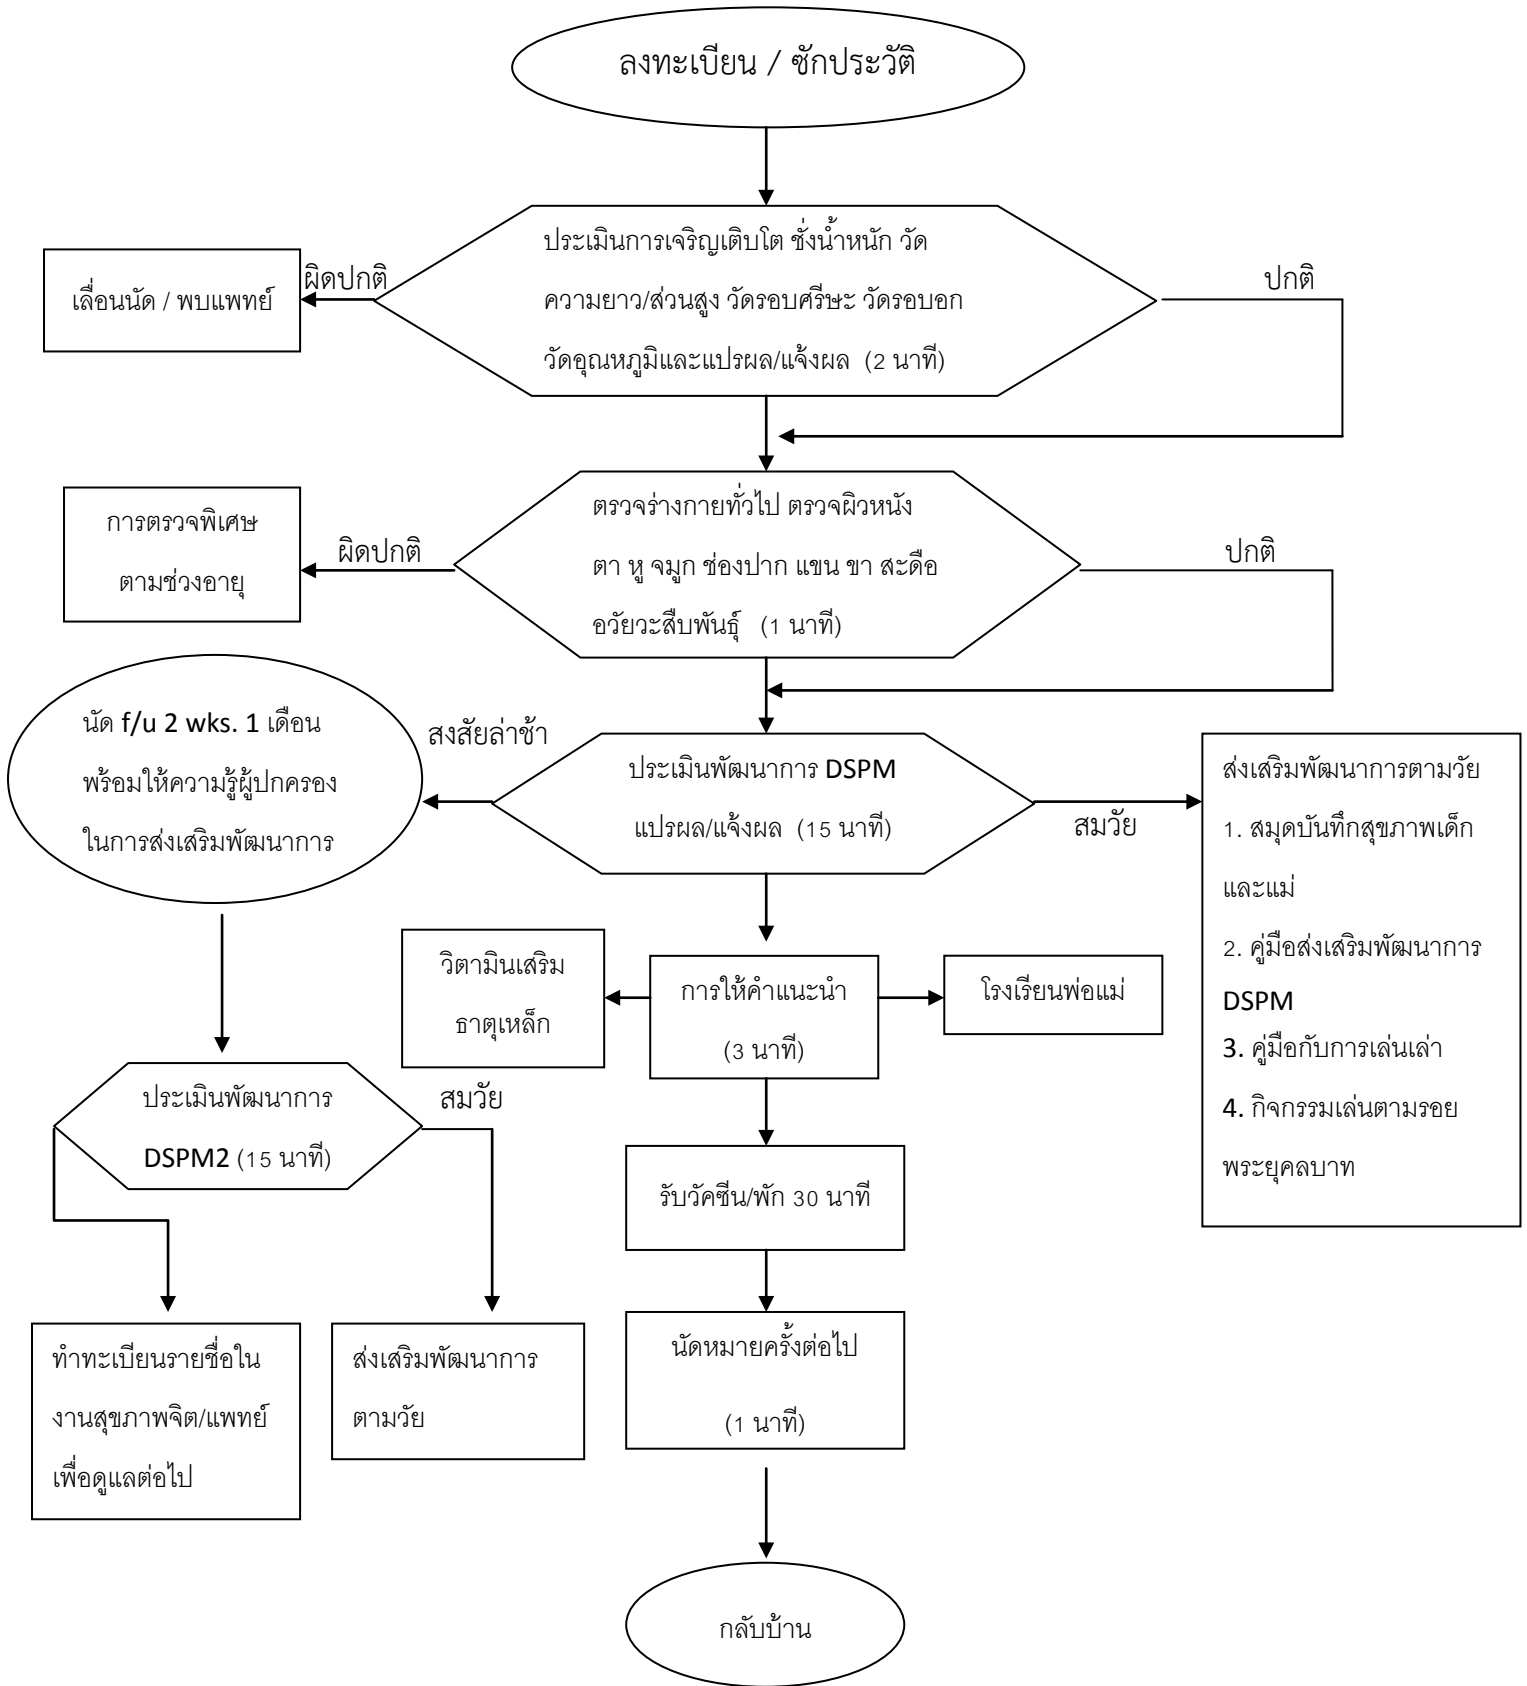 ลงทะเบียน / ซักประวัติ
ประเมินการเจริญเติบโต ชั่งน้ำหนัก วัด
ความยาว/ส่วนสูง วัดรอบศรีษะ วัดรอบอก
วัดอุณหภูมิและแปรผล/แจ้งผล (2 นาที)
ผิดปกติ
เลื่อนนัด / พบแพทย์
ปกติ
ตรวจร่างกายทั่วไป ตรวจผิวหนัง
ตา หู จมูก ช่องปาก แขน ขา สะดือ
อวัยวะสืบพันธุ์ (1 นาที)
ผิดปกติ
การตรวจพิเศษ
ตามช่วงอายุ
ปกติ
ประเมินพัฒนาการ DSPM
แปรผล/แจ้งผล (15 นาที)
สงสัยล่าช้า
นัด f/u 2 wks. 1 เดือน
พร้อมให้ความรู้ผู้ปกครอง
ในการส่งเสริมพัฒนาการ
สมวัย
ส่งเสริมพัฒนาการตามวัย
1. สมุดบันทึกสุขภาพเด็ก
และแม่
2. คู่มือส่งเสริมพัฒนาการ
DSPM
3. คู่มือกับการเล่นเล่า
4. กิจกรรมเล่นตามรอย
พระยุคลบาท
วิตามินเสริม
ธาตุเหล็ก
การให้คำแนะนำ
(3 นาที)
โรงเรียนพ่อแม่
ประเมินพัฒนาการ
DSPM2 (15 นาที)
สมวัย
รับวัคซีน/พัก 30 นาที
ทำทะเบียนรายชื่อใน
งานสุขภาพจิต/แพทย์
เพื่อดูแลต่อไป
ส่งเสริมพัฒนาการ
ตามวัย
นัดหมายครั้งต่อไป
(1 นาที)
กลับบ้าน